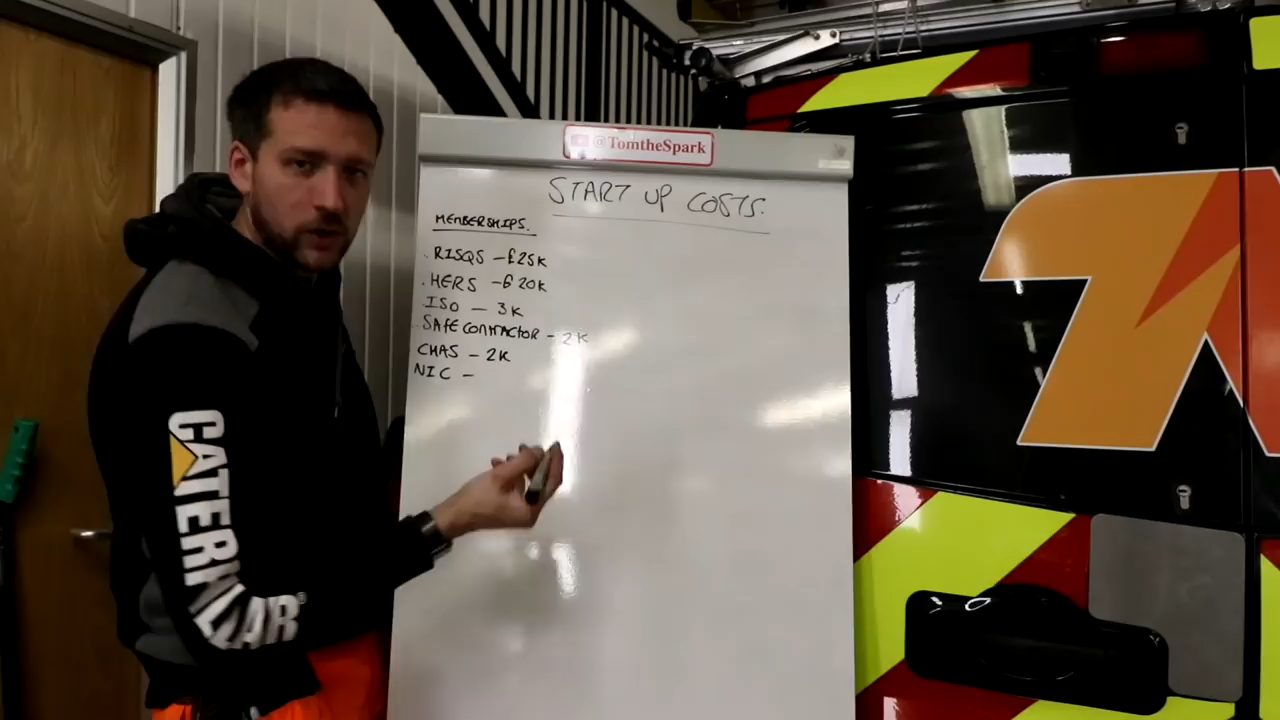 @TomtheSpark
START UP COSTS.
MEMBERSHIPS.
. RISQS - £25K
. HERS - £20K
. ISO - 3K
. SAFE CONTRACTOR - 2K
CHAS - 2K
NIC -
CATERPILLAR®